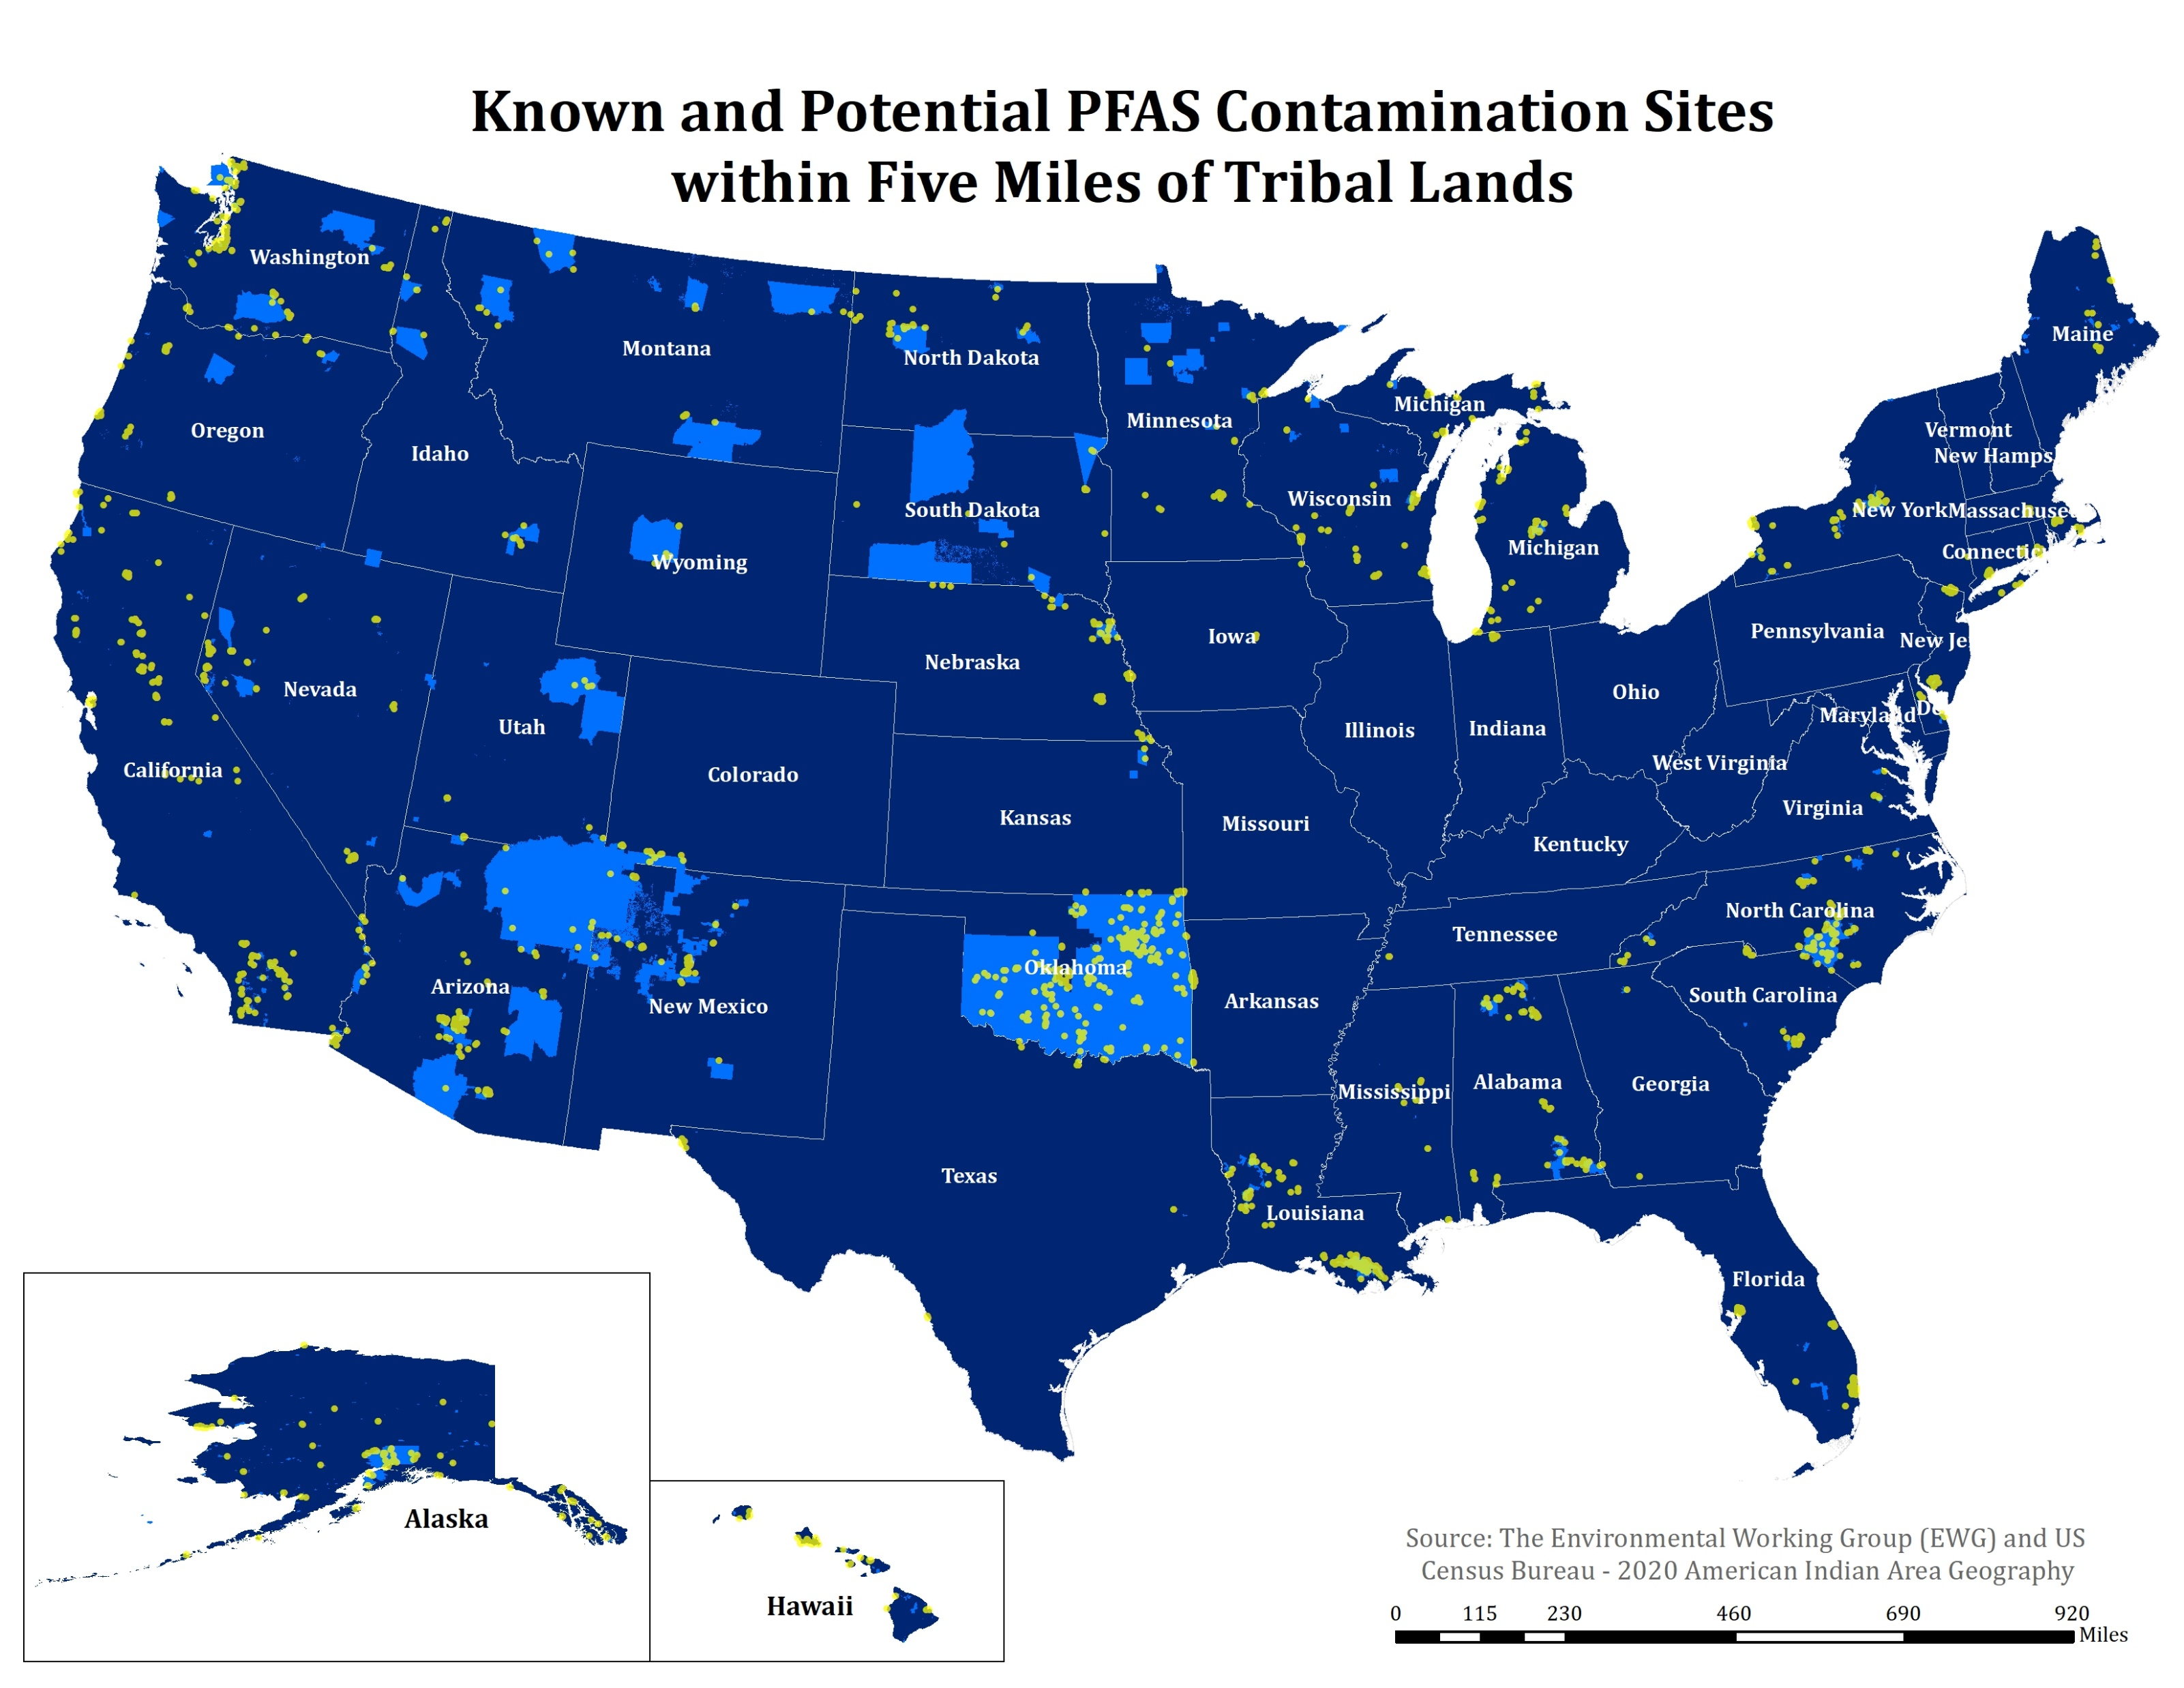 Known and Potential PFAS Contamination Sites
within Five Miles of Tribal Lands
Washington
Montana
North Dakota
Minnesota
Michigan
Maine
Oregon
Idaho
South Dakota
Wisconsin
Michigan
Vermont
New Hamps
New York
Massachuse
Connectic
Wyoming
Iowa
Pennsylvania
New Je
Nebraska
Nevada
Utah
Ohio
Maryland
De
Illinois
Indiana
California
Colorado
West Virginia
Virginia
Kansas
Missouri
Kentucky
North Carolina
Tennessee
Oklahoma
Arizona
New Mexico
Arkansas
South Carolina
Mississippi
Alabama
Georgia
Texas
Louisiana
Florida
Alaska
Hawaii
Source: The Environmental Working Group (EWG) and US
Census Bureau - 2020 American Indian Area Geography
0 115 230 460 690 920
Miles